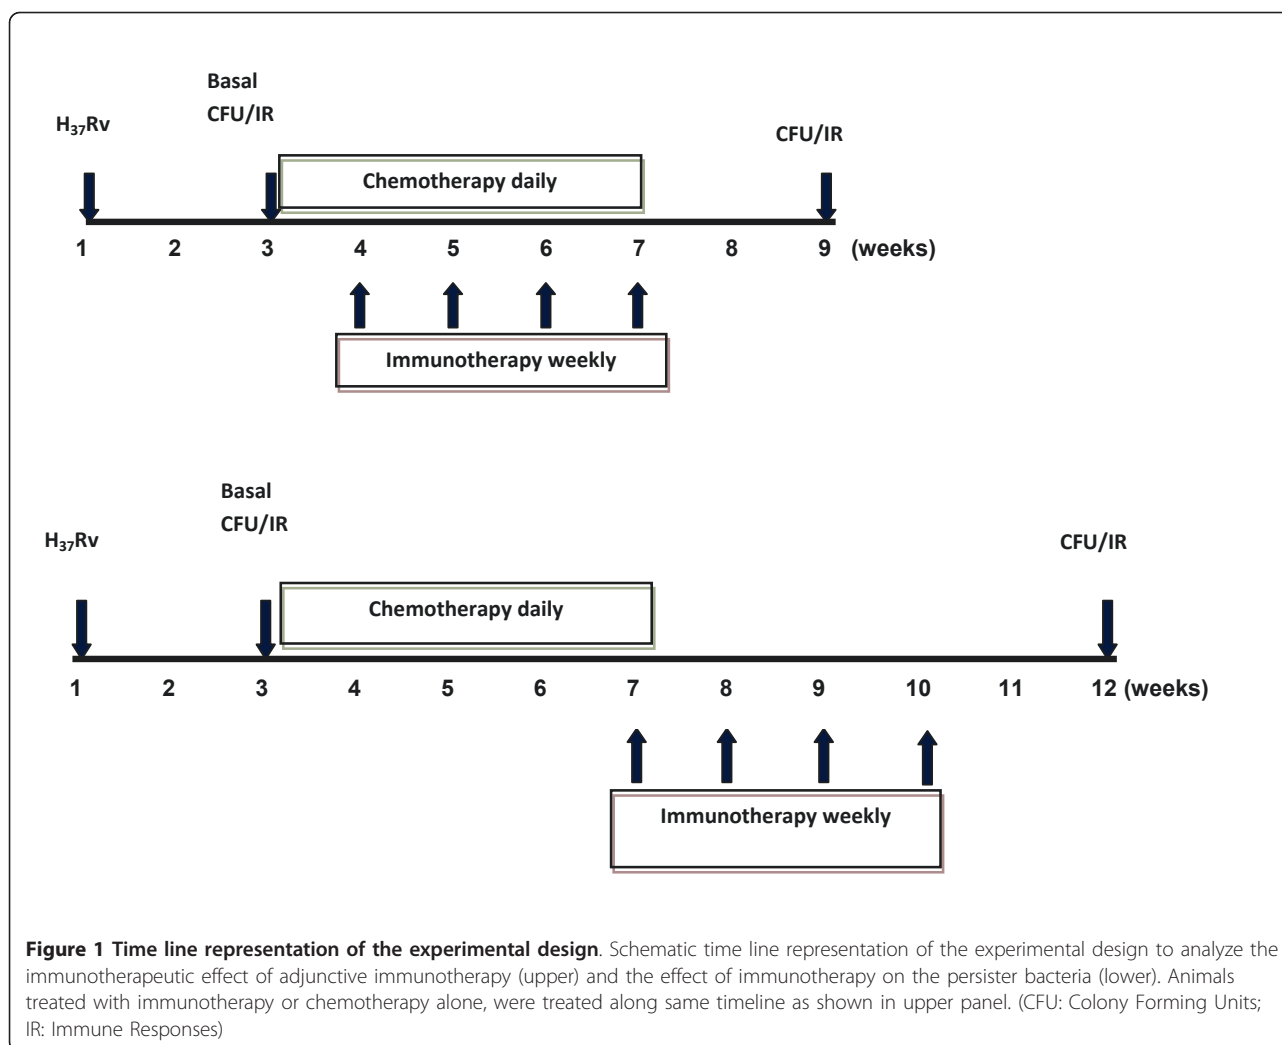 Basal
CFU/IR
H₃₇Rv
CFU/IR
Chemotherapy daily
1 2 3 4 5 6 7 8 9 (weeks)
Immunotherapy weekly
Basal
CFU/IR
H₃₇Rv
CFU/IR
Chemotherapy daily
1 2 3 4 5 6 7 8 9 10 11 12 (weeks)
Immunotherapy weekly
Figure 1 Time line representation of the experimental design. Schematic time line representation of the experimental design to analyze the
immunotherapeutic effect of adjunctive immunotherapy (upper) and the effect of immunotherapy on the persister bacteria (lower). Animals
treated with immunotherapy or chemotherapy alone, were treated along same timeline as shown in upper panel. (CFU: Colony Forming Units;
IR: Immune Responses)